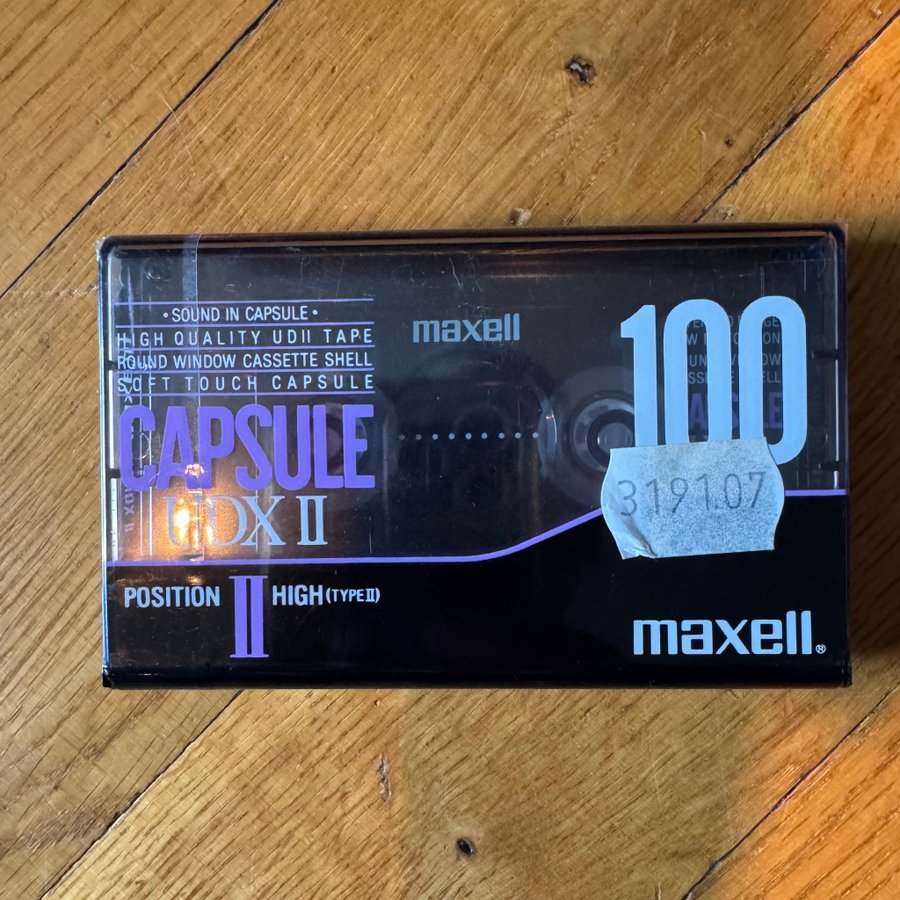 • SOUND IN CAPSULE •
HIGH QUALITY UDII TAPE
ROUND WINDOW CASSETTE SHELL
SOFT TOUCH CAPSULE
CAPSULE
UDX II
maxell
100
3191.07
POSITION II HIGH (TYPE II)
maxell®